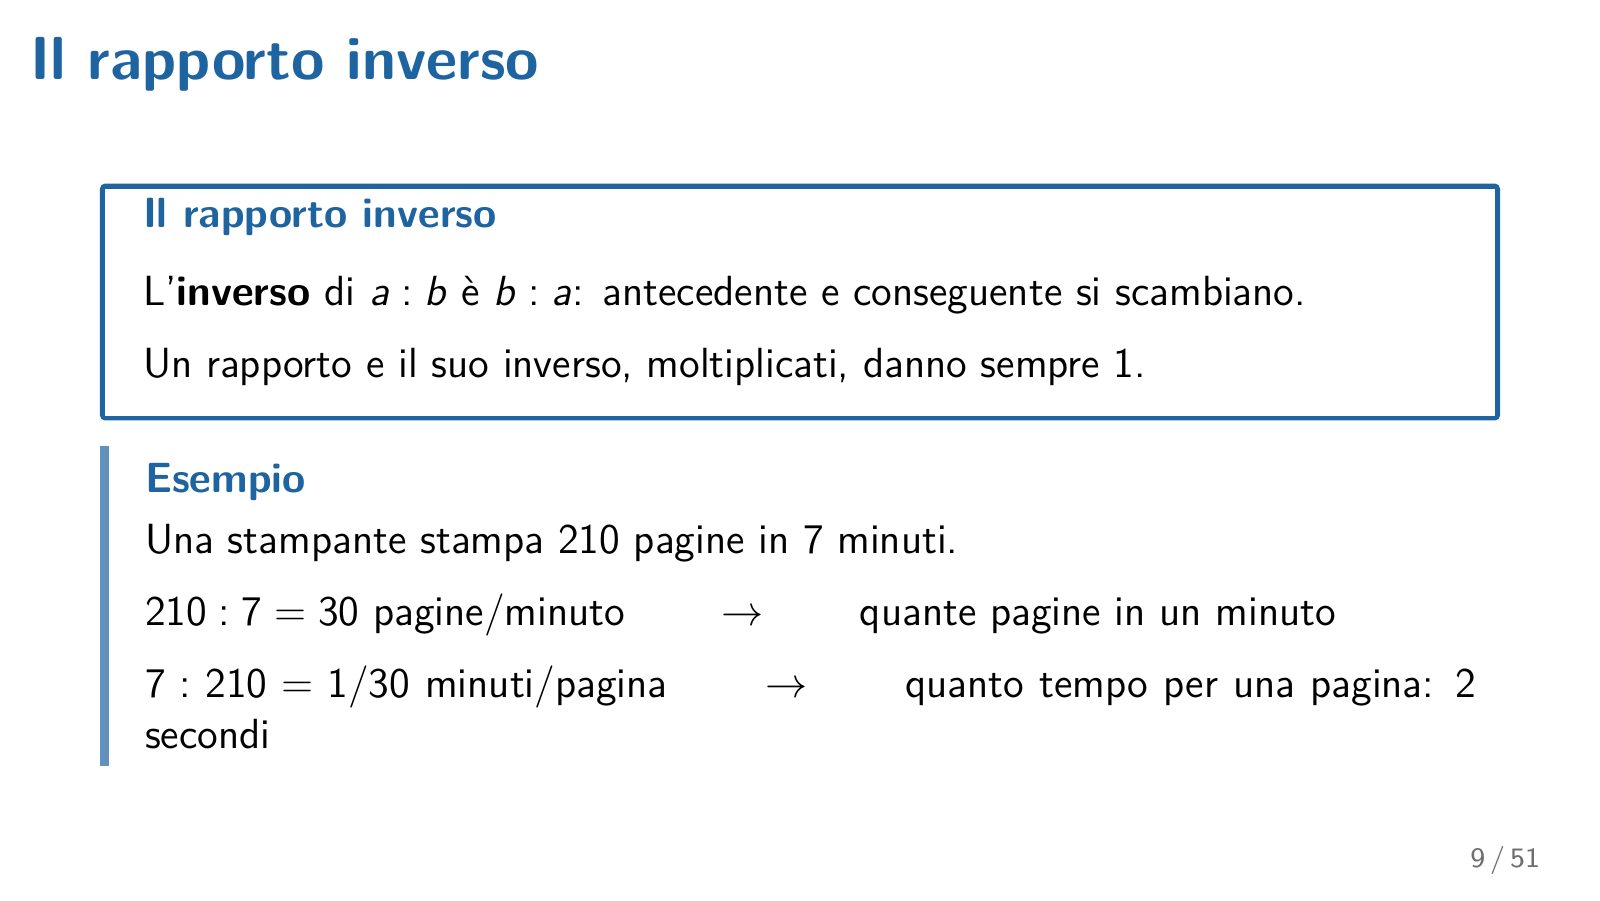 Il rapporto inverso
Il rapporto inverso
L'inverso di a : b è b : a: antecedente e conseguente si scambiano.
Un rapporto e il suo inverso, moltiplicati, danno sempre 1.
Esempio
Una stampante stampa 210 pagine in 7 minuti.
210 : 7 = 30 pagine/minuto → quante pagine in un minuto
7 : 210 = 1/30 minuti/pagina → quanto tempo per una pagina: 2
secondi
9 / 51